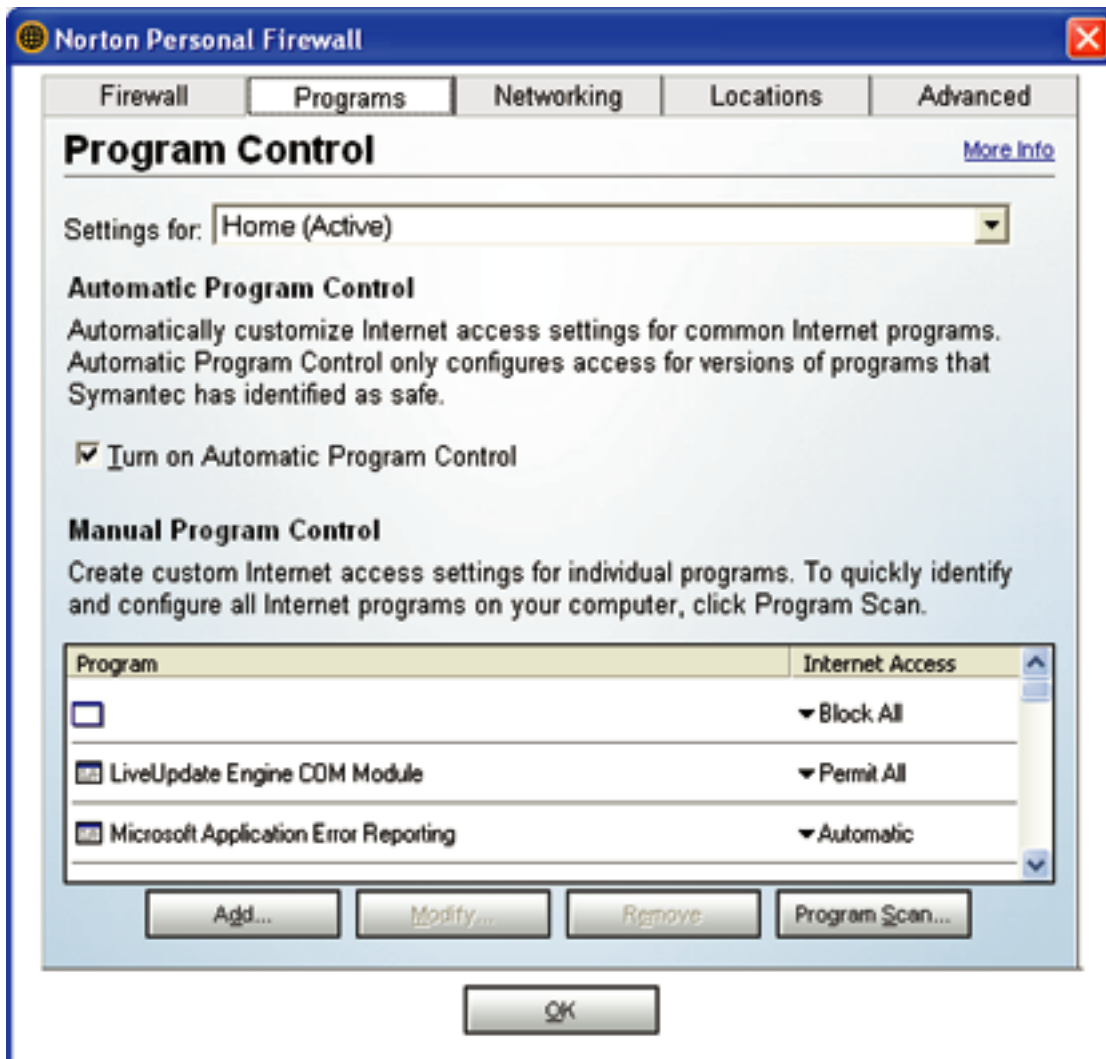 Norton Personal Firewall
Firewall Programs Networking Locations Advanced
Program Control More Info
Settings for: Home (Active)
Automatic Program Control
Automatically customize Internet access settings for common Internet programs.
Automatic Program Control only configures access for versions of programs that
Symantec has identified as safe.
Turn on Automatic Program Control
Manual Program Control
Create custom Internet access settings for individual programs. To quickly identify
and configure all Internet programs on your computer, click Program Scan.
Program Internet Access
Block All
LiveUpdate Engine COM Module Permit All
Microsoft Application Error Reporting Automatic
Add... Modify... Remove Program Scan...
OK